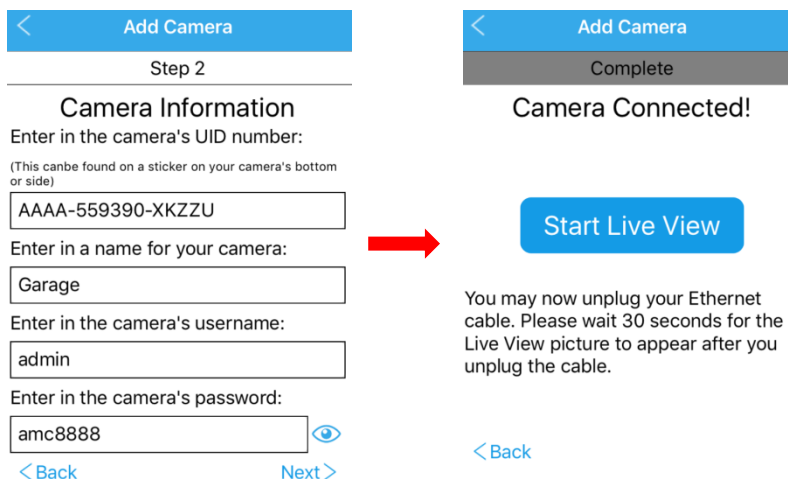 Add Camera
Step 2
Camera Information
Enter in the camera's UID number:
(This canbe found on a sticker on your camera's bottom
or side)
AAAA-559390-XKZZU
Enter in a name for your camera:
Garage
Enter in the camera's username:
admin
Enter in the camera's password:
amc8888
Back
Next
Add Camera
Complete
Camera Connected!
Start Live View
You may now unplug your Ethernet
cable. Please wait 30 seconds for the
Live View picture to appear after you
unplug the cable.
Back